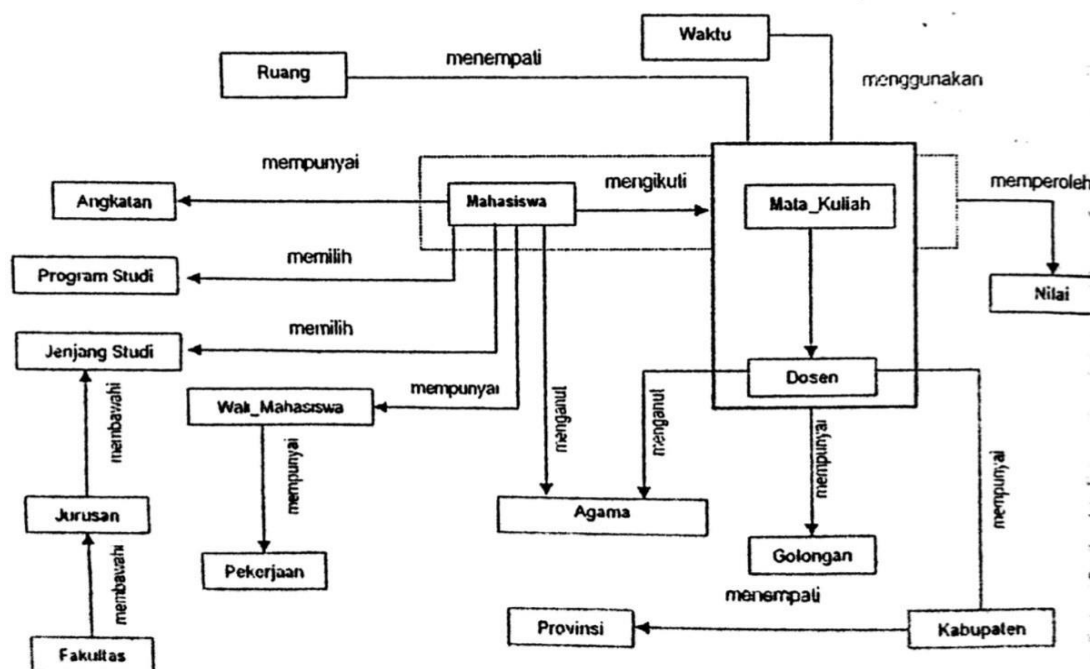 Waktu
Ruang
menempati
menggunakan
mempunyai
Angkatan
Mahasiswa
mengikuti
Mata_Kuliah
memperoleh
Program Studi
memilih
Nilai
Jenjang Studi
memilih
Dosen
Wali_Mahasiswa
mempunyai
membawahi
menganut
menganut
mempunyai
mempunyai
mempunyai
Jurusan
Agama
Golongan
Pekerjaan
membawahi
menempati
Provinsi
Kabupaten
Fakultas